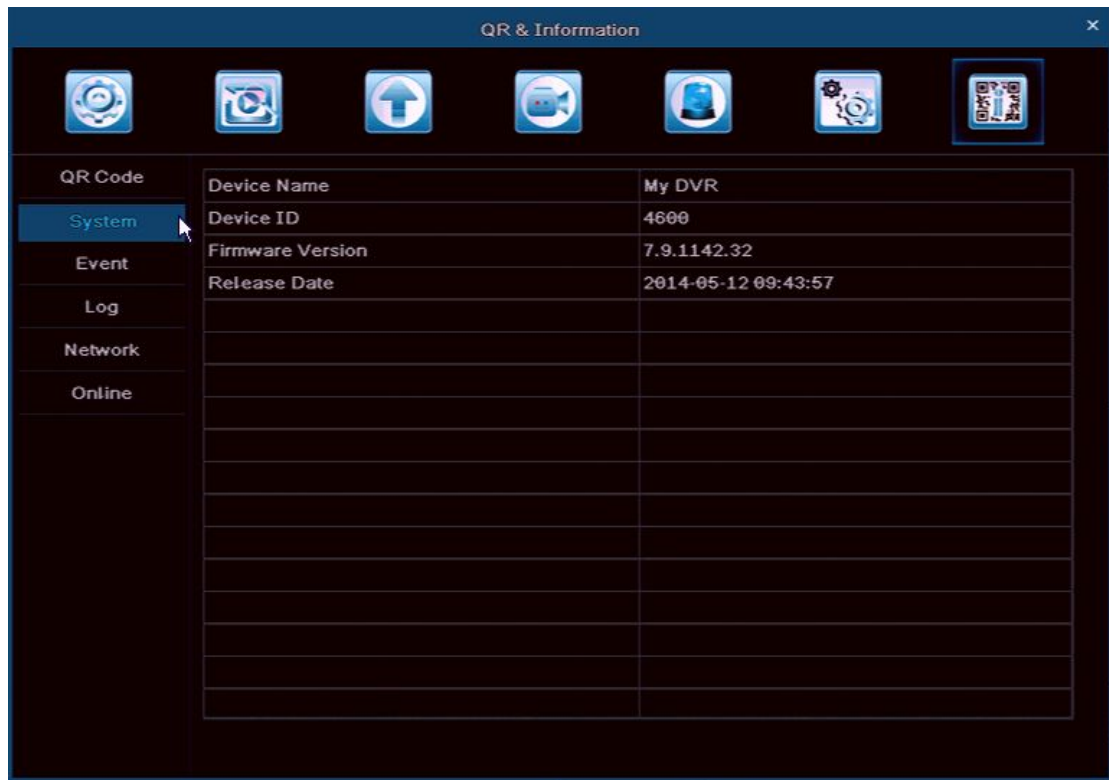 QR & Information
QR Code
System
Event
Log
Network
Online
Device Name My DVR
Device ID 4600
Firmware Version 7.9.1142.32
Release Date 2014-05-12 09:43:57